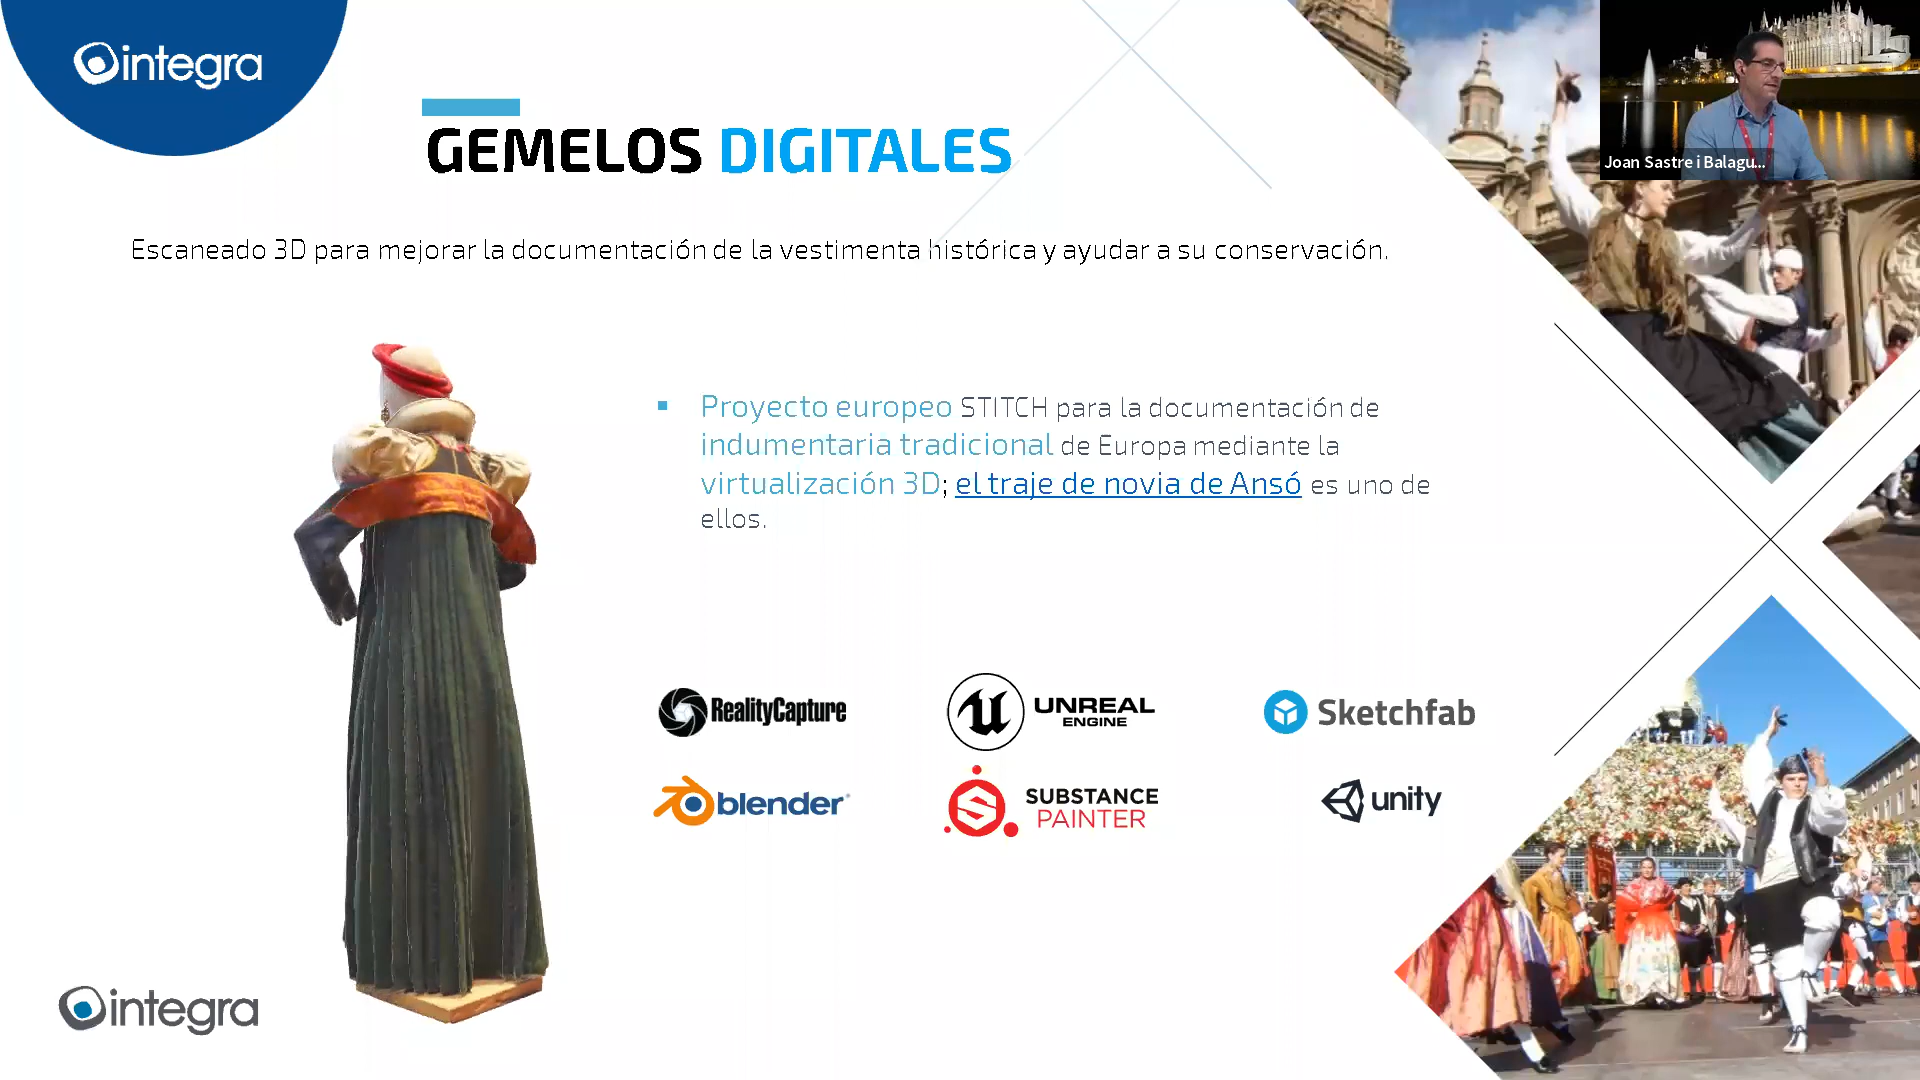 integra
Joan Sastre i Balagu...
GEMELOS DIGITALES
Escaneado 3D para mejorar la documentación de la vestimenta histórica y ayudar a su conservación.
Proyecto europeo STITCH para la documentación de
indumentaria tradicional de Europa mediante la
virtualización 3D; el traje de novia de Ansó es uno de
ellos.
RealityCapture
UNREAL
ENGINE
Sketchfab
blender
SUBSTANCE
PAINTER
unity
integra